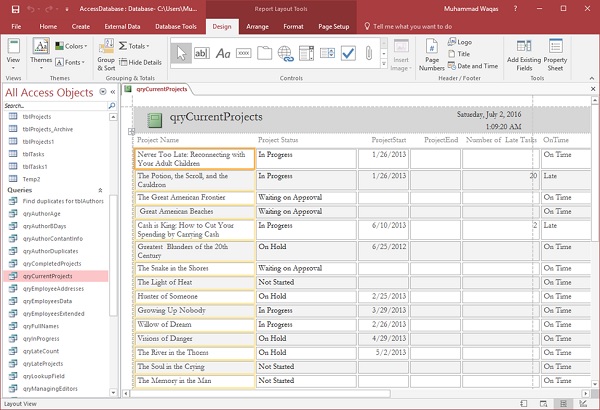 Muhammad Waqas
AccessDatabase : Database- C:\Users\Mu...
Report Layout Tools
File
Home
Create
External Data
Database Tools
Design
Arrange
Format
Page Setup
Tell me what you want to do
View
Views
Themes
Colors
Fonts
Themes
Group & Sort
Totals
Hide Details
Grouping & Totals
ab|
Aa
xxxx
Controls
Insert Image
Page Numbers
Logo
Title
Date and Time
Header / Footer
Add Existing Fields
Property Sheet
Tools
All Access Objects
Search...
tblProjects
tblProjects_Archive
tblProjects1
tblTasks
tblTasks1
Temp2
Queries
Find duplicates for tblAuthors
qryAuthorAge
qryAuthorBDays
qryAuthorContantInfo
qryAuthorDuplicates
qryCompletedProjects
qryCurrentProjects
qryEmployeeAddresses
qryEmployeesData
qryEmployeesExtended
qryFullNames
qryInProgress
qryLateCount
qryLateProjects
qryLookupField
qryManagingEditors
qryCurrentProjects
qryCurrentProjects
Satueday, July 2, 2016
1:09:20 AM
Project Name Project Status ProjectStart ProjectEnd Number of Late Tasks OnTime
Never Too Late: Reconnecting with Your Adult Children In Progress 1/26/2013 On Time
The Potion, the Scroll, and the Cauldron In Progress 1/26/2013 20 Late
The Great American Frontier Waiting on Approval On Time
Great American Beaches Waiting on Approval On Time
Cash is King: How to Cut Your Spending by Carrying Cash In Progress 6/10/2013 2 Late
Greatest Blunders of the 20th Century On Hold 6/25/2012 On Time
The Snake in the Shores Waiting on Approval On Time
The Light of Heat Not Started On Time
Hunter of Someone On Hold 2/25/2013 On Time
Growing Up Nobody In Progress 3/29/2013 On Time
Willow of Dream In Progress 2/26/2013 On Time
Visions of Danger On Hold 4/29/2013 On Time
The River in the Thorns On Hold 5/2/2013 On Time
The Soul in the Crying Not Started On Time
The Memory in the Man Not Started On Time
Layout View